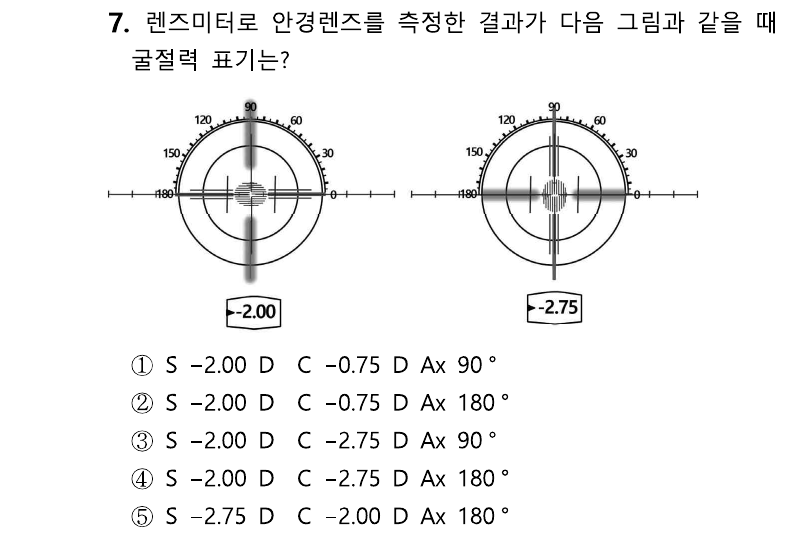 7. 렌즈미터로 안경렌즈를 측정한 결과가 다음 그림과 같을 때
굴절력 표기는?
90
120 60
150 30
180 0
-2.00
90
120 60
150 30
180 0
-2.75
① S -2.00 D C -0.75 D Ax 90°
② S -2.00 D C -0.75 D Ax 180°
③ S -2.00 D C -2.75 D Ax 90°
④ S -2.00 D C -2.75 D Ax 180°
⑤ S -2.75 D C -2.00 D Ax 180°